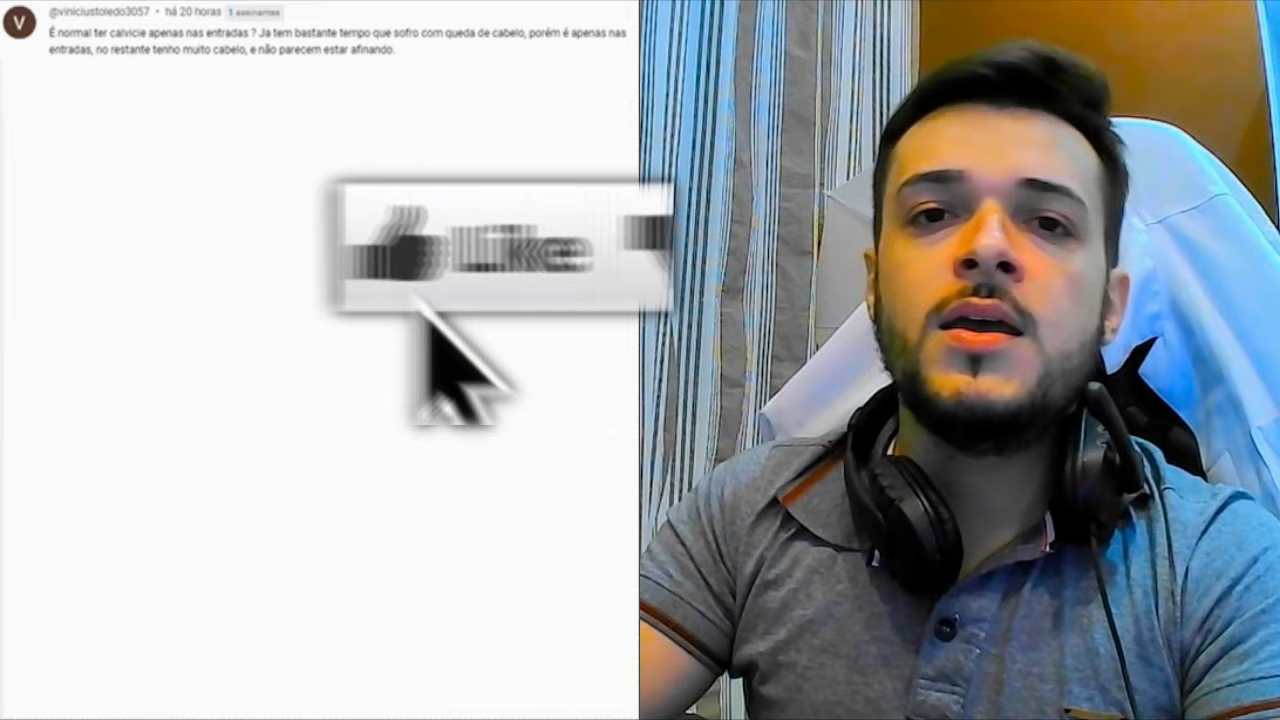 V
@viniciustoledo3057 • há 20 horas 1 assinantes
É normal ter calvicie apenas nas entradas ? Ja tem bastante tempo que sofro com queda de cabelo, porém é apenas nas
entradas, no restante tenho muito cabelo, e não parecem estar afinando.
Like